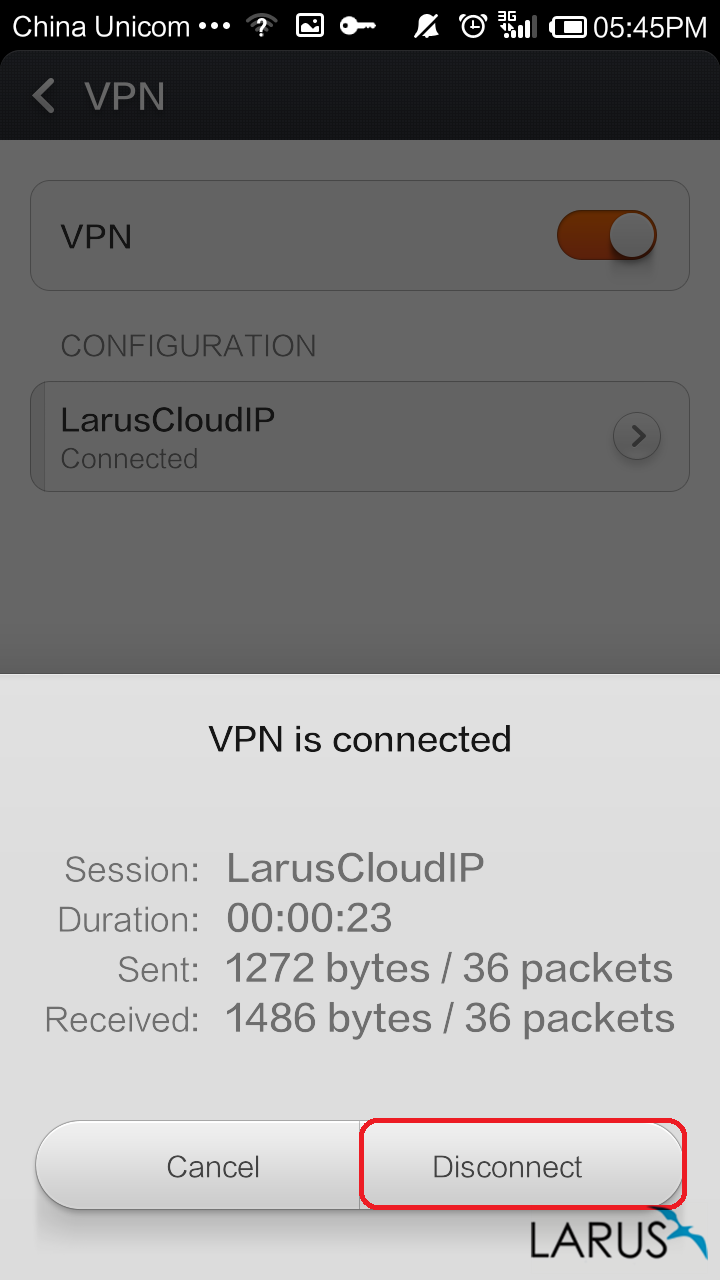 China Unicom ••• 3G 05:45PM
VPN
VPN
CONFIGURATION
LarusCloudIP
Connected
VPN is connected
Session: LarusCloudIP
Duration: 00:00:23
Sent: 1272 bytes / 36 packets
Received: 1486 bytes / 36 packets
Cancel Disconnect
LARUS